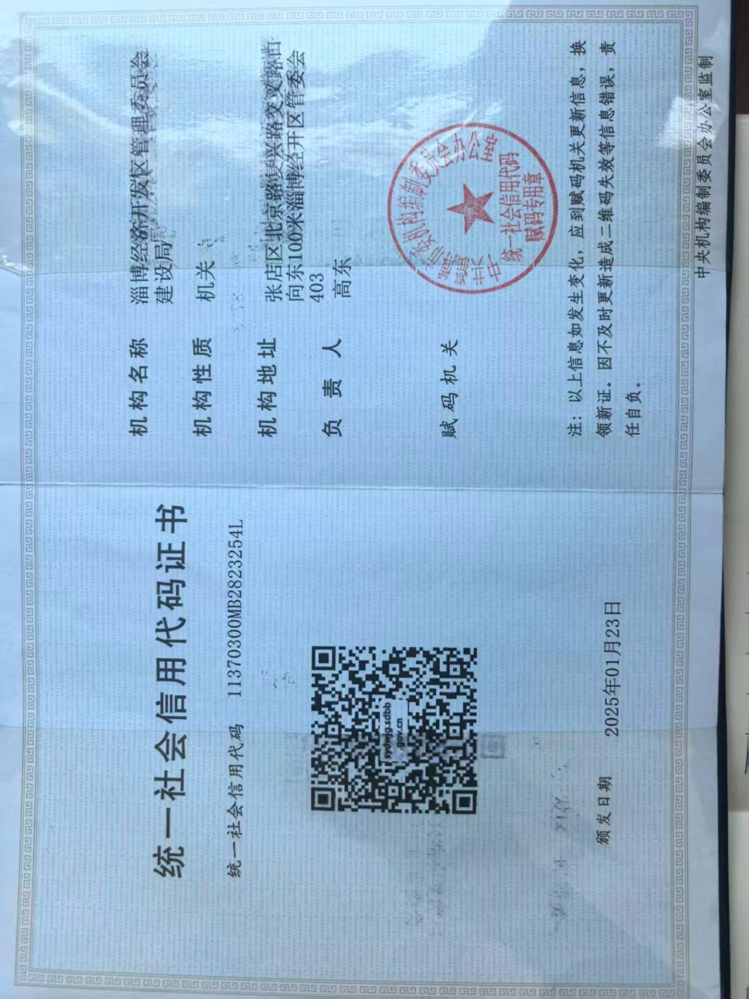 统一社会信用代码证书
统一社会信用代码 11370300MB2823254L
sydwjg.sdbb
.gov.cn
颁发日期 2025年01月23日
机构名称 淄博经济开发区管理委员会
建设局
机构性质 机关
机构地址 张店区北京路复兴路交叉路口
向东100米淄博经开区管委会
403
负责人 高东
赋码机关
机构编制委员会办公室
统一社会信用代码
赋码专用章
注：以上信息如发生变化，应到赋码机关更新信息，换
领新证。因不及时更新造成二维码失效等信息错误，责
任自负。
中央机构编制委员会办公室监制